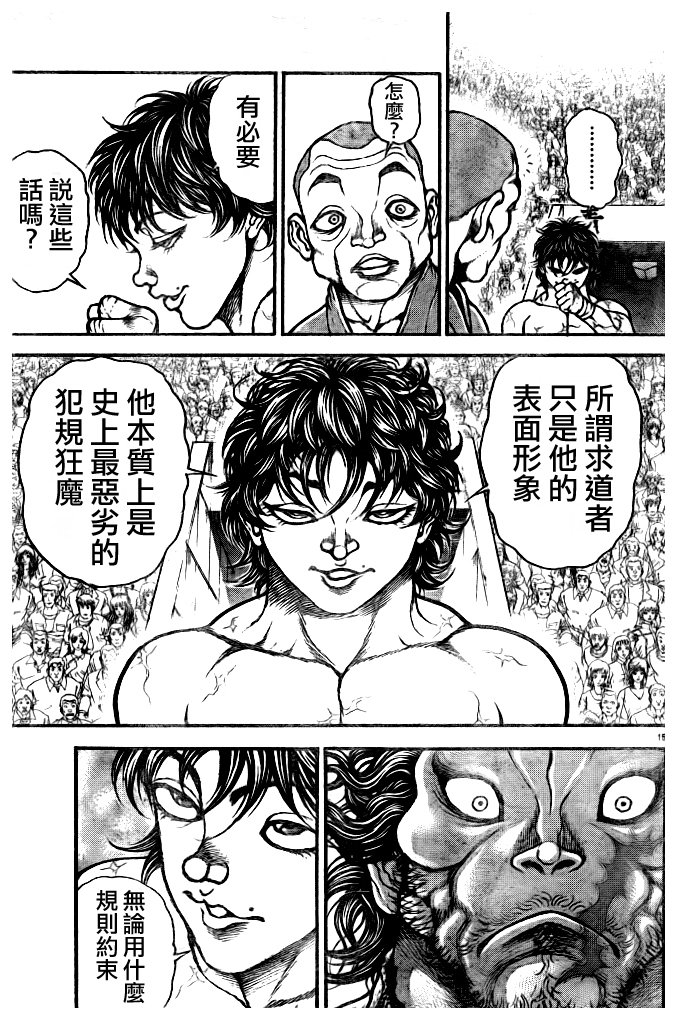 ………
怎麼？
有必要
說這些
話嗎？
所謂求道者
只是他的
表面形象
他本質上是
史上最惡劣的
犯規狂魔
15
無論用什麼
規則約束